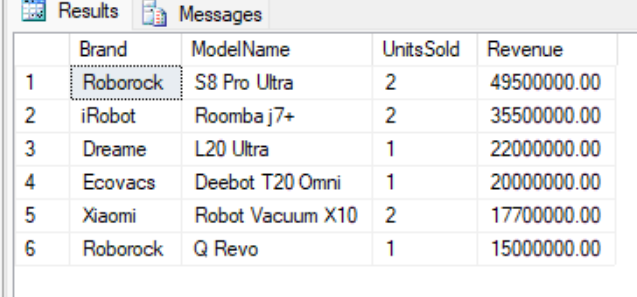 Results Messages
Brand ModelName UnitsSold Revenue
1 Roborock S8 Pro Ultra 2 49500000.00
2 iRobot Roomba j7+ 2 35500000.00
3 Dreame L20 Ultra 1 22000000.00
4 Ecovacs Deebot T20 Omni 1 20000000.00
5 Xiaomi Robot Vacuum X10 2 17700000.00
6 Roborock Q Revo 1 15000000.00